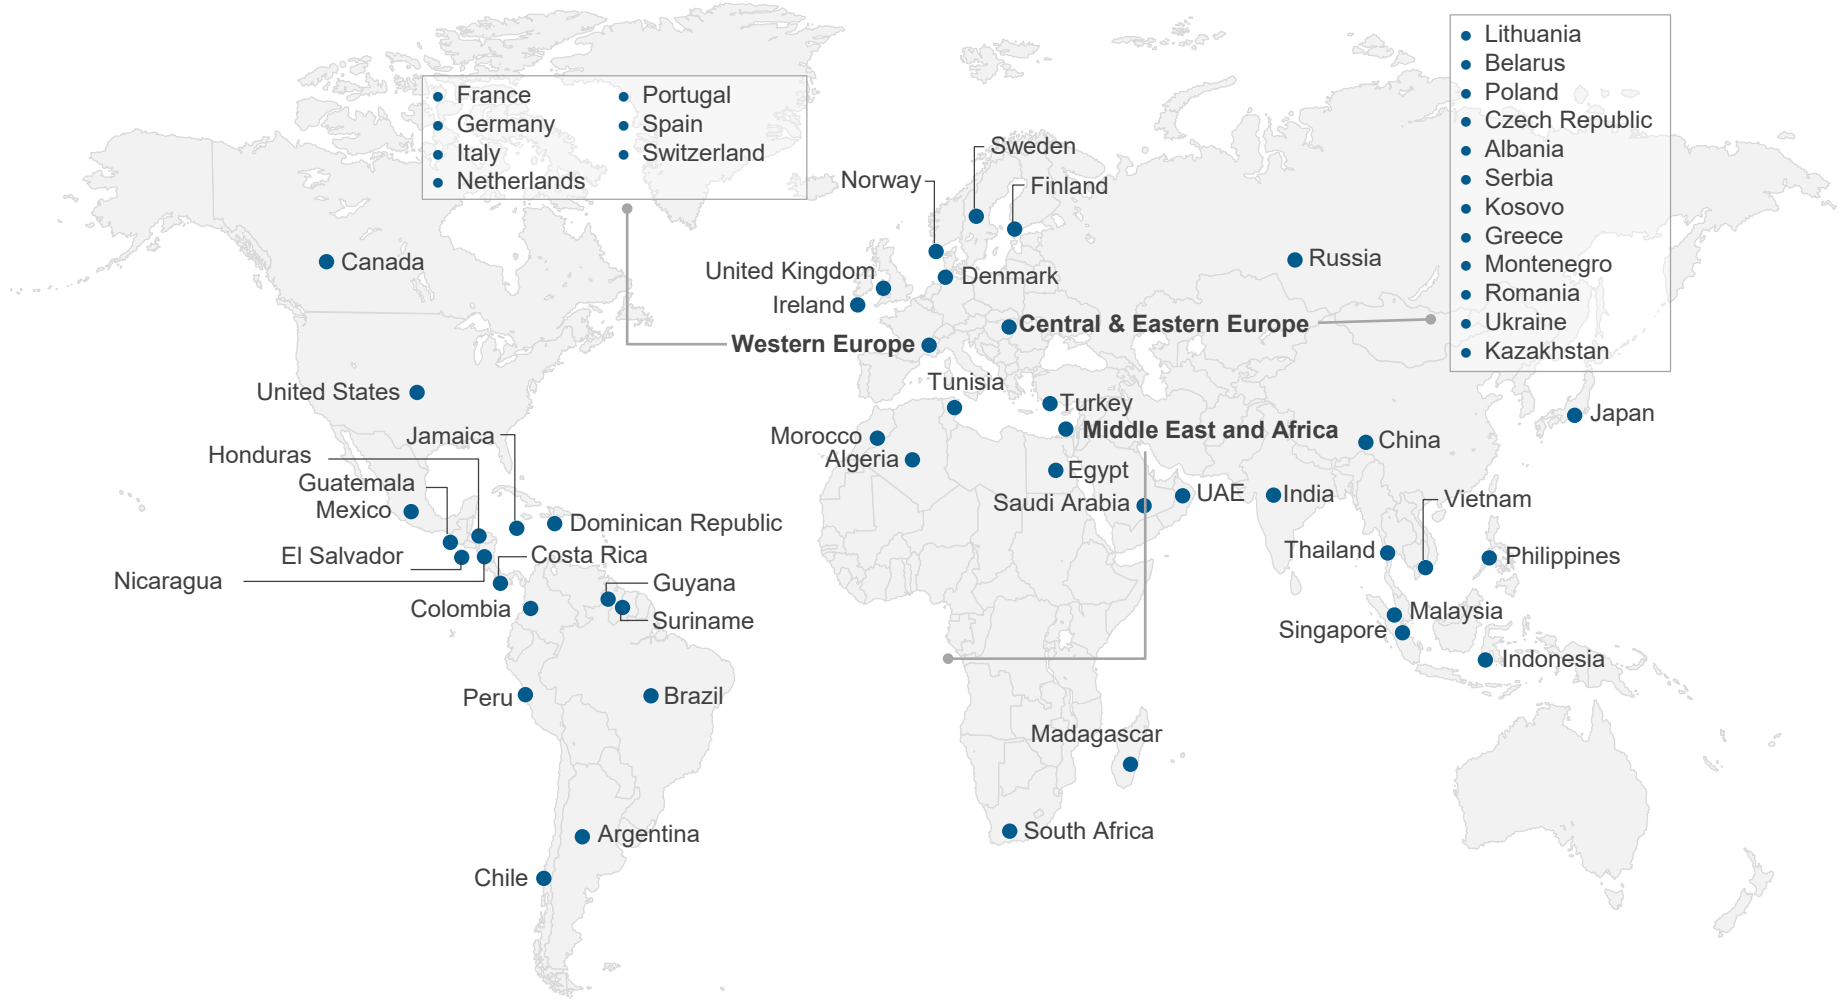 France
Germany
Italy
Netherlands
Portugal
Spain
Switzerland
Lithuania
Belarus
Poland
Czech Republic
Albania
Serbia
Kosovo
Greece
Montenegro
Romania
Ukraine
Kazakhstan
Sweden
Norway
Finland
Canada
United Kingdom
Denmark
Russia
Ireland
Central & Eastern Europe
Western Europe
United States
Tunisia
Turkey
Japan
Jamaica
Morocco
Middle East and Africa
China
Honduras
Algeria
Egypt
Guatemala
Mexico
Saudi Arabia
UAE
India
Vietnam
Dominican Republic
El Salvador
Costa Rica
Thailand
Philippines
Nicaragua
Guyana
Colombia
Suriname
Malaysia
Singapore
Indonesia
Peru
Brazil
Madagascar
Argentina
South Africa
Chile